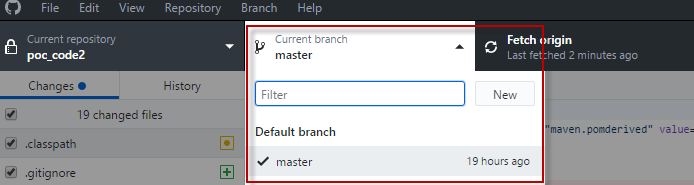 File Edit View Repository Branch Help
Current repository
poc_code2
Current branch
master
Fetch origin
Last fetched 2 minutes ago
Changes
History
Filter
New
19 changed files
"maven.pomderived" value=
Default branch
.classpath
master
19 hours ago
.gitignore